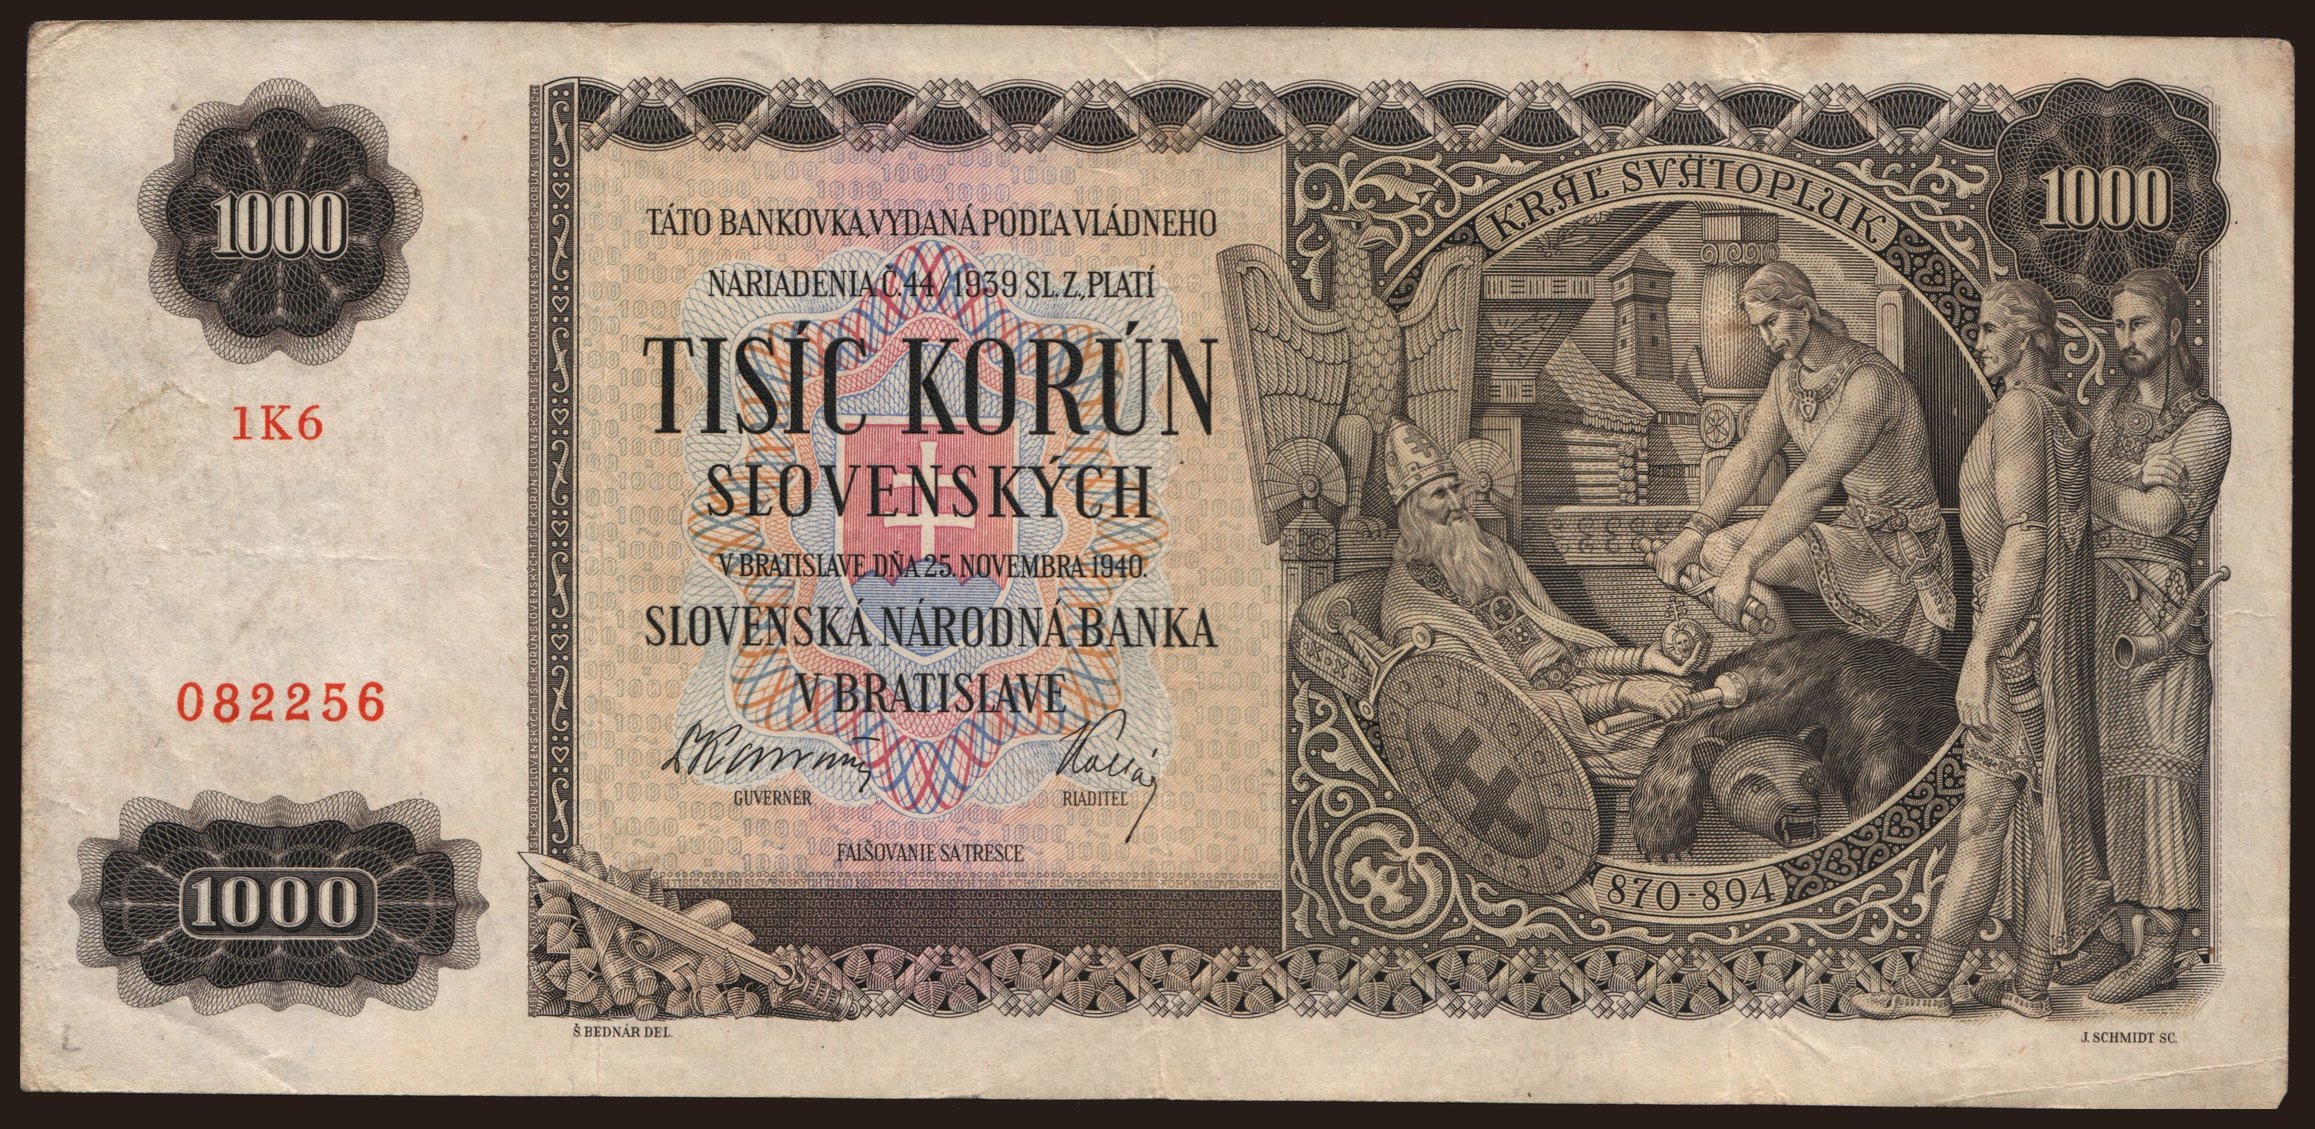 1000
1K6
082256
1000
TÁTO BANKOVKA, VYDANÁ PODĽA VLÁDNEHO
NARIADENIA Č. 44/1939 SL. Z., PLATÍ
TISÍC KORÚN
SLOVENSKÝCH
V BRATISLAVE DŇA 25. NOVEMBRA 1940.
SLOVENSKÁ NÁRODNÁ BANKA
V BRATISLAVE
GUVERNÉR
RIADITEĽ
FALŠOVANIE SA TRESCE
KRÁĽ SVÄTOPLUK
1000
870-894
Š. BEDNÁR DEL.
J. SCHMIDT SC.